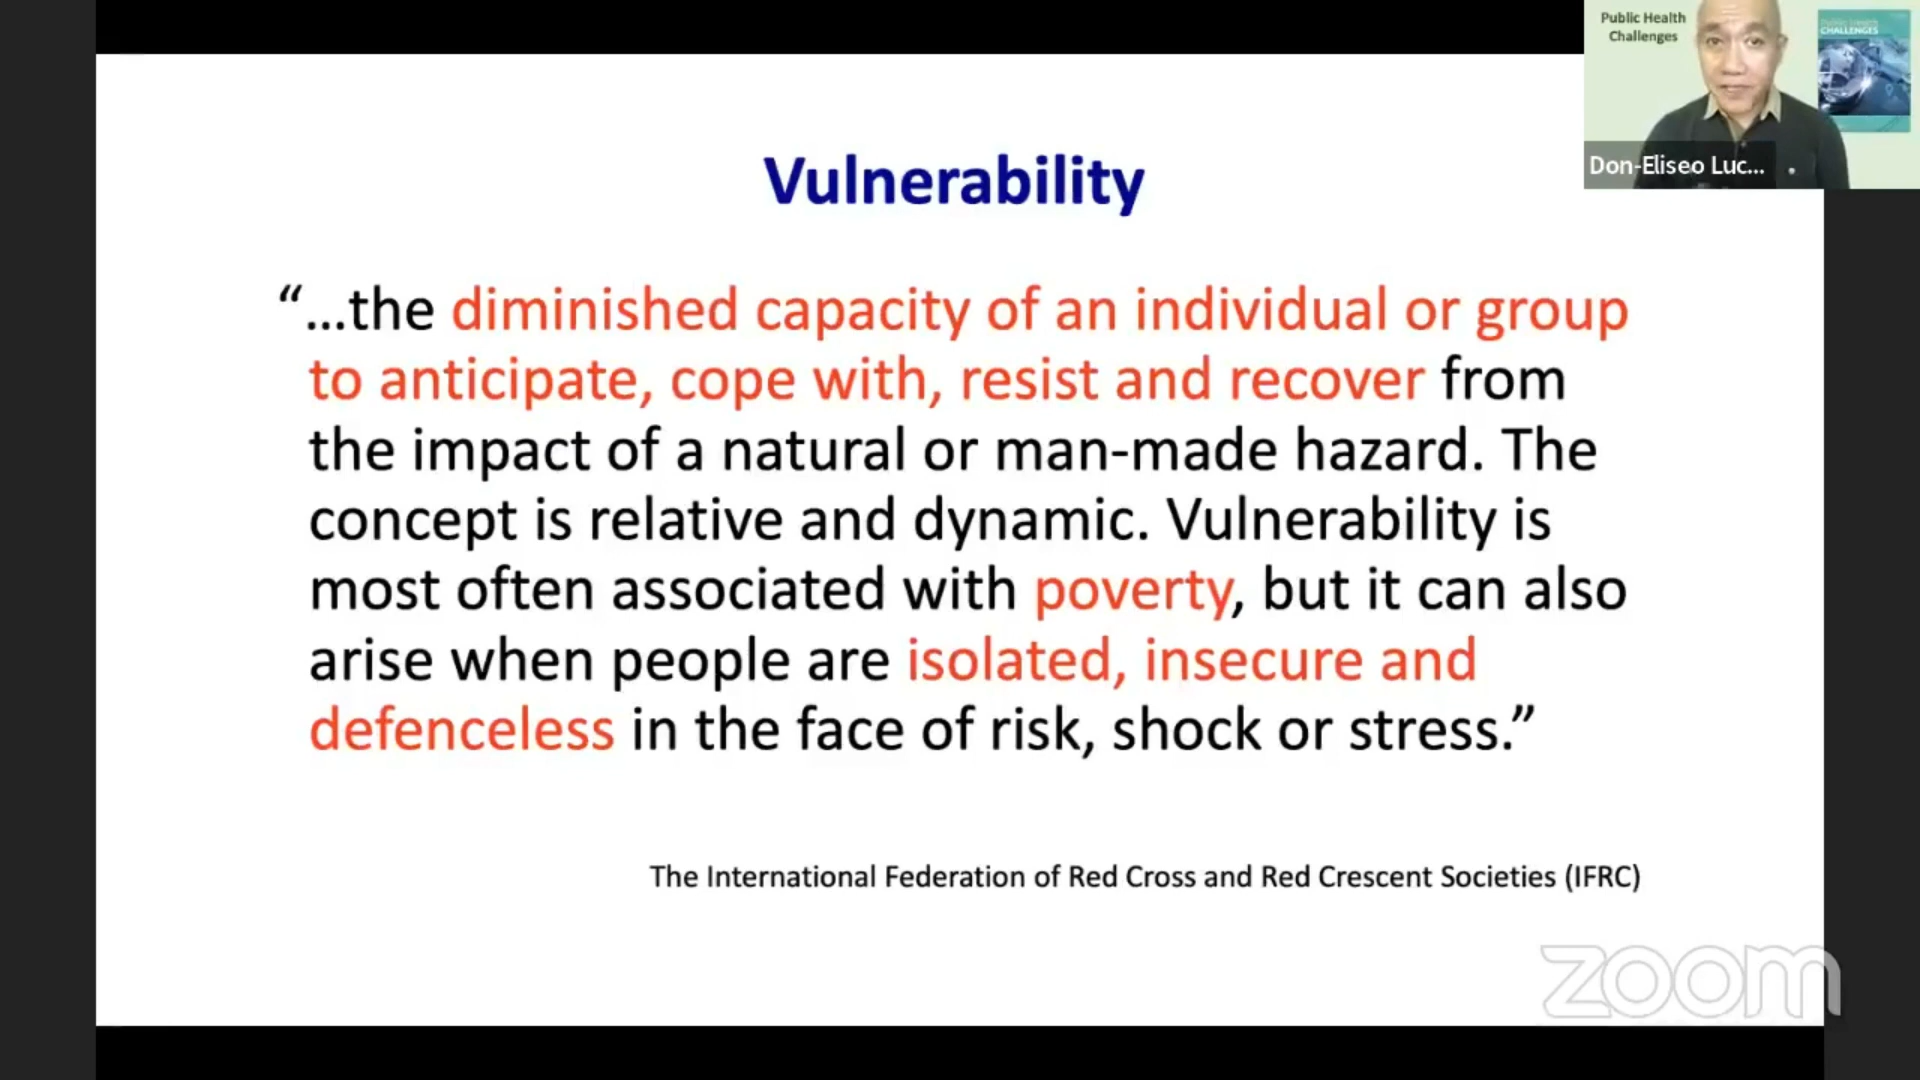 Public Health
Challenges
Public Health
CHALLENGES
Don-Eliseo Luc...
Vulnerability
“...the diminished capacity of an individual or group
to anticipate, cope with, resist and recover from
the impact of a natural or man-made hazard. The
concept is relative and dynamic. Vulnerability is
most often associated with poverty, but it can also
arise when people are isolated, insecure and
defenceless in the face of risk, shock or stress.”
The International Federation of Red Cross and Red Crescent Societies (IFRC)
zoom